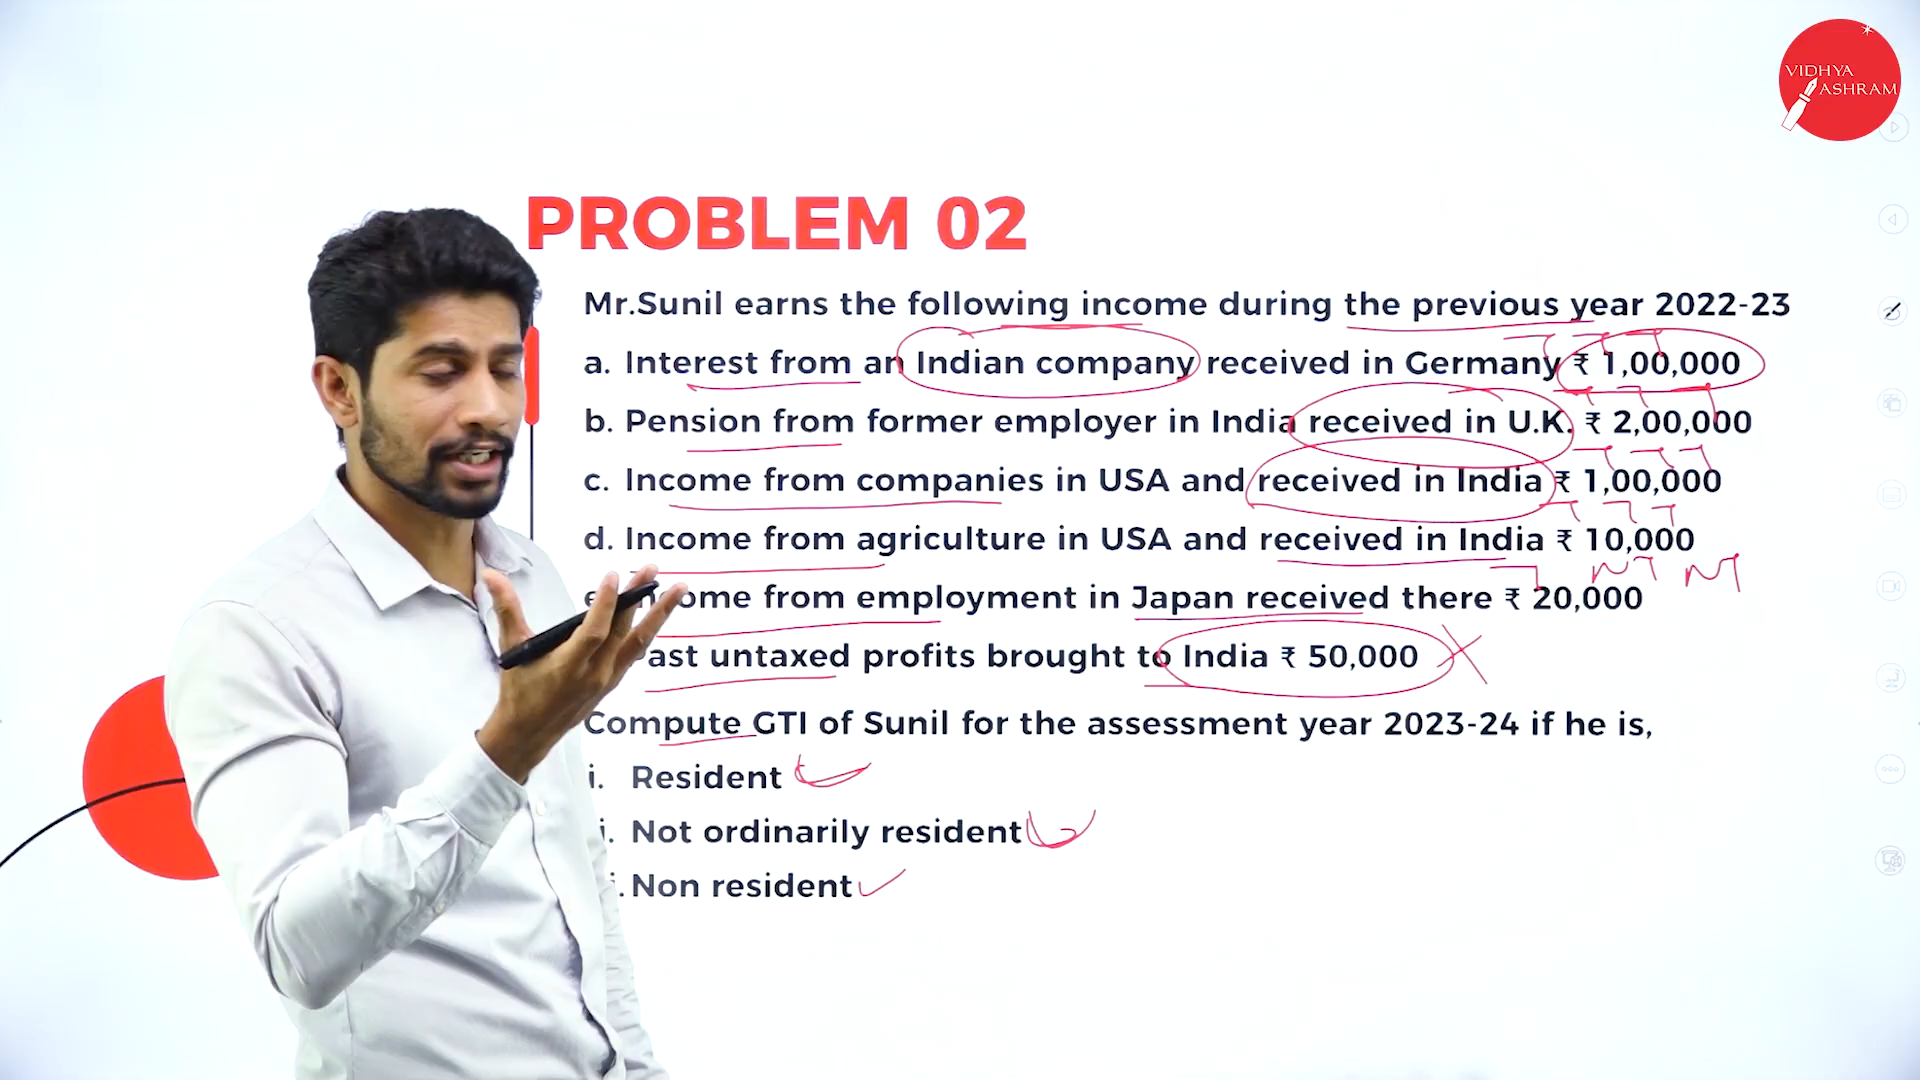 VIDHYA
ASHRAM
PROBLEM 02
Mr.Sunil earns the following income during the previous year 2022-23
a. Interest from an Indian company received in Germany ₹ 1,00,000
T T T
b. Pension from former employer in India received in U.K. ₹ 2,00,000
T T T
c. Income from companies in USA and received in India ₹ 1,00,000
T T T
d. Income from agriculture in USA and received in India ₹ 10,000
T T T
ome from employment in Japan received there ₹ 20,000
T NT NT
ast untaxed profits brought to India ₹ 50,000
Compute GTI of Sunil for the assessment year 2023-24 if he is,
i. Resident
i. Not ordinarily resident
i. Non resident